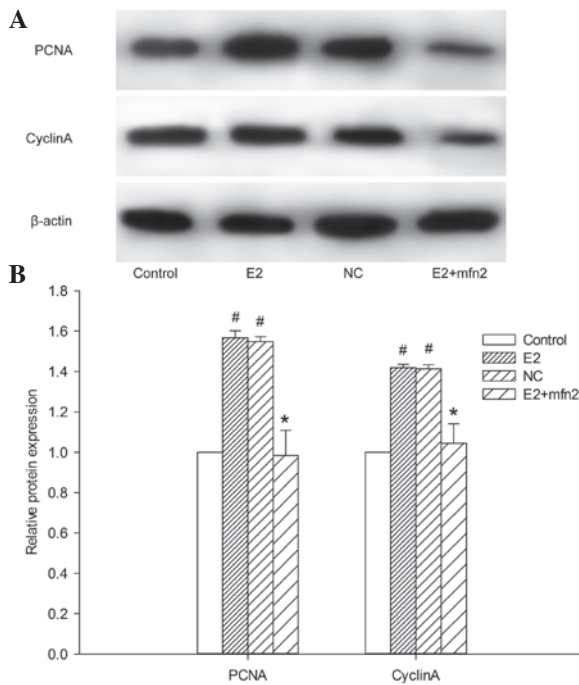 A
PCNA
CyclinA
β-actin
Control E2 NC E2+mfn2
B
1.8
1.6
1.4
1.2
1.0
0.8
0.6
0.4
0.2
0.0
Relative protein expression
# # *
# # *
Control
E2
NC
E2+mfn2
PCNA CyclinA